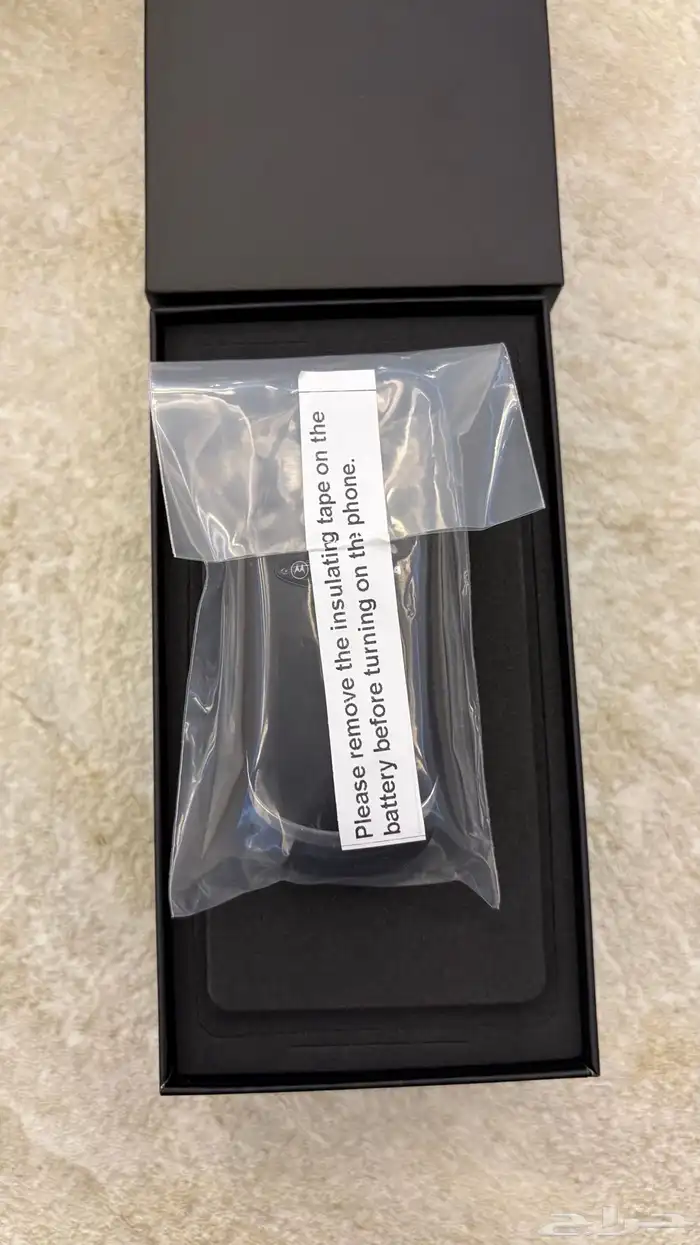 Please remove the insulating tape on the
battery before turning on the phone.
حراج